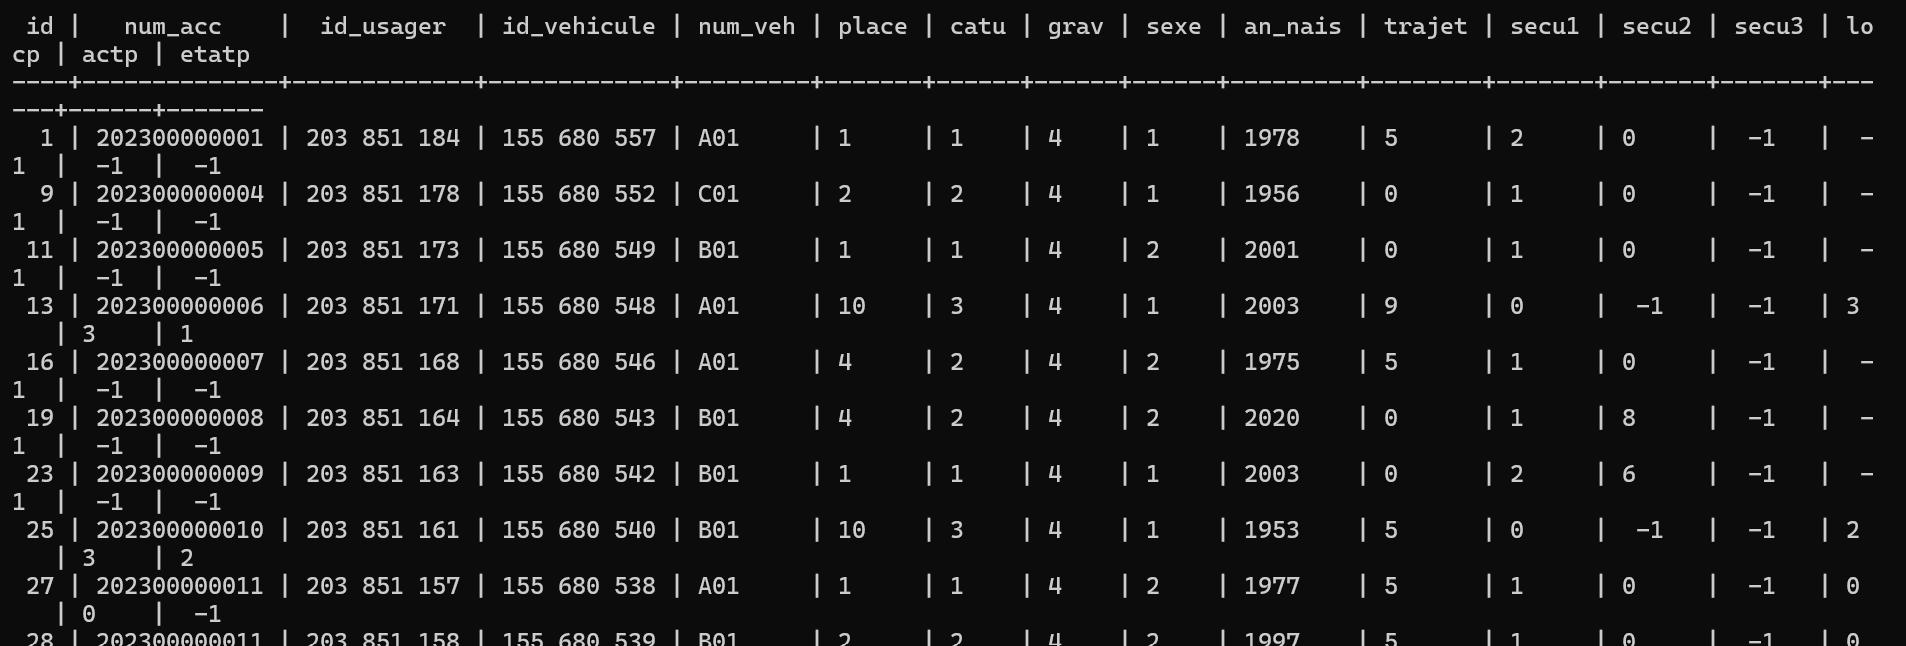 id |   num_acc    |  id_usager  | id_vehicule | num_veh | place | catu | grav | sexe | an_nais | trajet | secu1 | secu2 | secu3 | lo
cp | actp | etatp
----+--------------+-------------+-------------+---------+-------+------+------+------+---------+--------+-------+-------+-------+---
---+------+-------
  1 | 202300000001 | 203 851 184 | 155 680 557 | A01     | 1     | 1    | 4    | 1    | 1978    | 5      | 2     | 0     |  -1   |  -
1  |  -1  |  -1
  9 | 202300000004 | 203 851 178 | 155 680 552 | C01     | 2     | 2    | 4    | 1    | 1956    | 0      | 1     | 0     |  -1   |  -
1  |  -1  |  -1
 11 | 202300000005 | 203 851 173 | 155 680 549 | B01     | 1     | 1    | 4    | 2    | 2001    | 0      | 1     | 0     |  -1   |  -
1  |  -1  |  -1
 13 | 202300000006 | 203 851 171 | 155 680 548 | A01     | 10    | 3    | 4    | 1    | 2003    | 9      | 0     |  -1   |  -1   | 3
   | 3    | 1
 16 | 202300000007 | 203 851 168 | 155 680 546 | A01     | 4     | 2    | 4    | 2    | 1975    | 5      | 1     | 0     |  -1   |  -
1  |  -1  |  -1
 19 | 202300000008 | 203 851 164 | 155 680 543 | B01     | 4     | 2    | 4    | 2    | 2020    | 0      | 1     | 8     |  -1   |  -
1  |  -1  |  -1
 23 | 202300000009 | 203 851 163 | 155 680 542 | B01     | 1     | 1    | 4    | 1    | 2003    | 0      | 2     | 6     |  -1   |  -
1  |  -1  |  -1
 25 | 202300000010 | 203 851 161 | 155 680 540 | B01     | 10    | 3    | 4    | 1    | 1953    | 5      | 0     |  -1   |  -1   | 2
   | 3    | 2
 27 | 202300000011 | 203 851 157 | 155 680 538 | A01     | 1     | 1    | 4    | 2    | 1977    | 5      | 1     | 0     |  -1   | 0
   | 0    |  -1
 28 | 202300000011 | 203 851 158 | 155 680 539 | B01     | 2     | 2    | 4    | 2    | 1997    | 5      | 1     | 0     |  -1   | 0